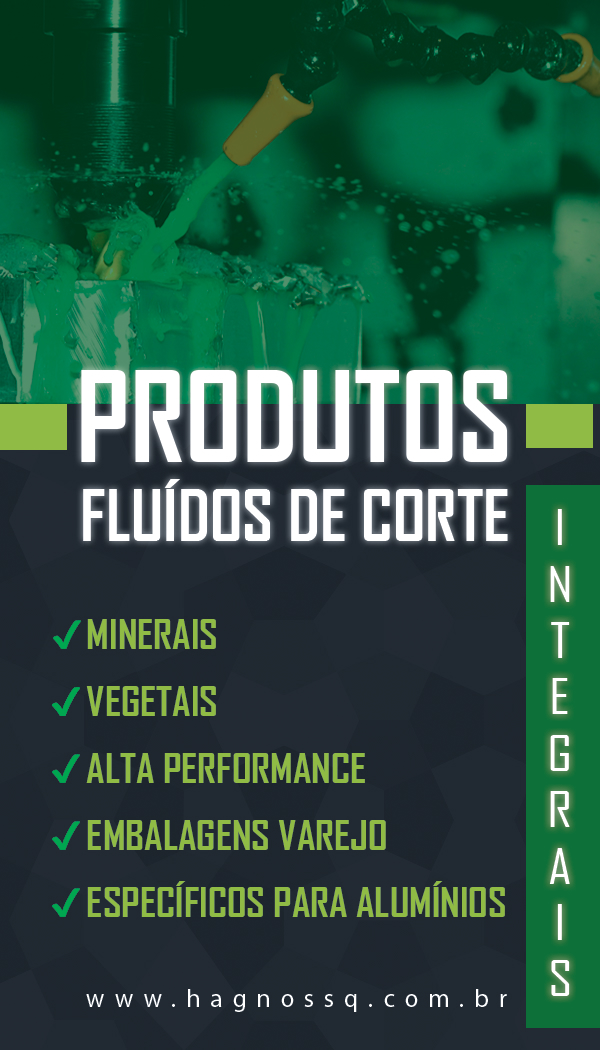 PRODUTOS
FLUÍDOS DE CORTE
INTEGRAIS
MINERAIS
VEGETAIS
ALTA PERFORMANCE
EMBALAGENS VAREJO
ESPECÍFICOS PARA ALUMÍNIOS
www.hagnossq.com.br